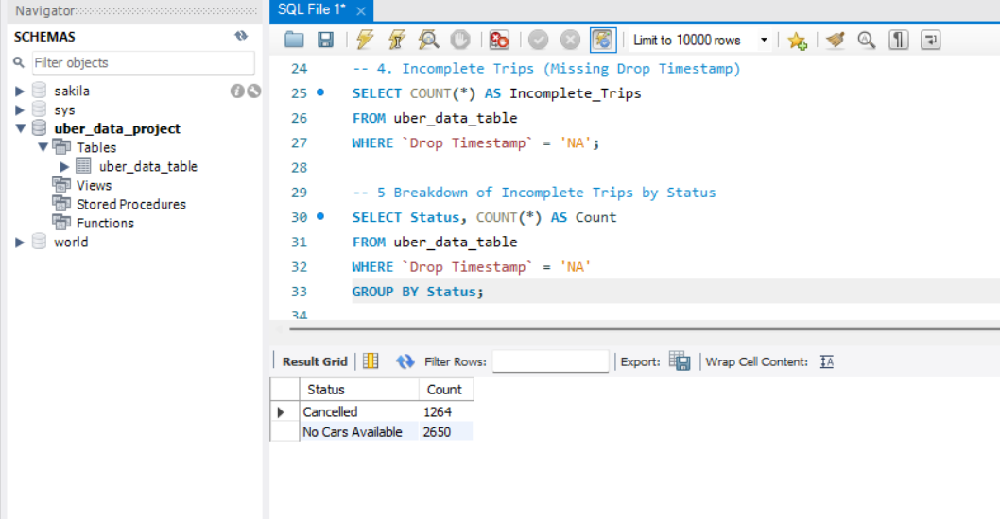 Navigator
SCHEMAS
Filter objects
sakila
sys
uber_data_project
Tables
uber_data_table
Views
Stored Procedures
Functions
world
SQL File 1*
Limit to 10000 rows
24 -- 4. Incomplete Trips (Missing Drop Timestamp)
25 SELECT COUNT(*) AS Incomplete_Trips
26 FROM uber_data_table
27 WHERE `Drop Timestamp` = 'NA';
28
29 -- 5 Breakdown of Incomplete Trips by Status
30 SELECT Status, COUNT(*) AS Count
31 FROM uber_data_table
32 WHERE `Drop Timestamp` = 'NA'
33 GROUP BY Status;
34
Result Grid Filter Rows: Export: Wrap Cell Content:
Status Count
Cancelled 1264
No Cars Available 2650